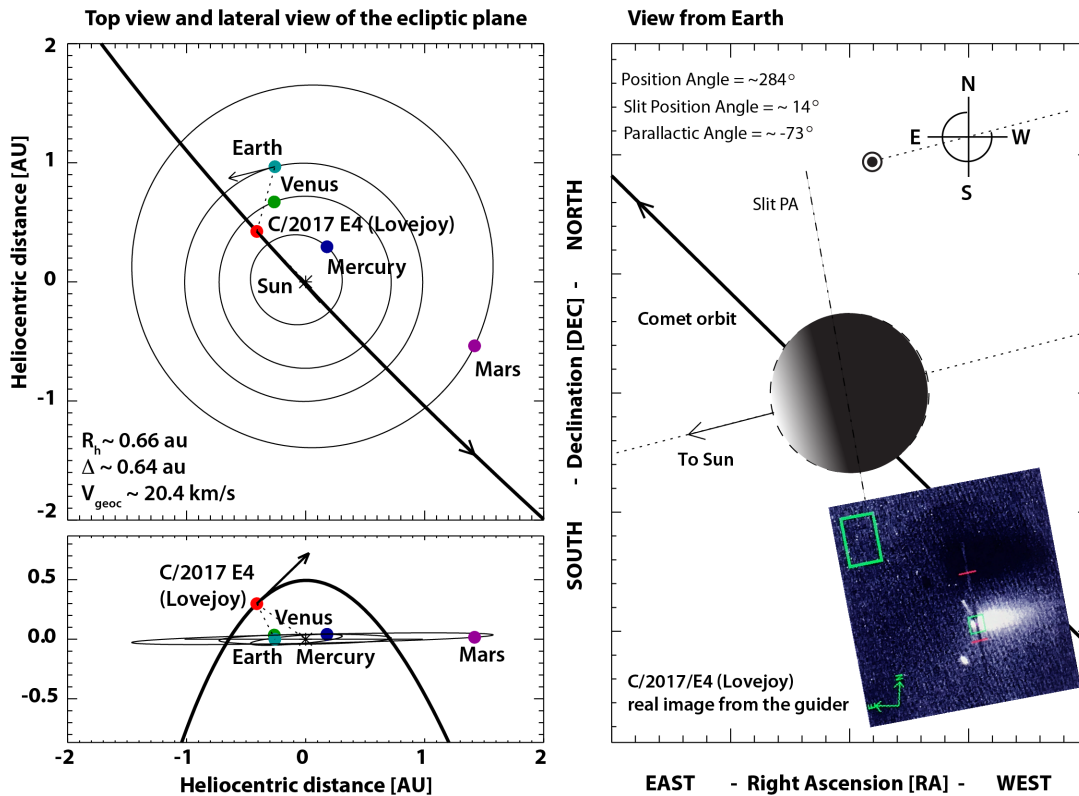 Top view and lateral view of the ecliptic plane
2
1
0
-1
-2
Heliocentric distance [AU]
Earth
Venus
C/2017 E4 (Lovejoy)
Mercury
Sun
Mars
Rh ~ 0.66 au
Δ ~ 0.64 au
Vgeoc ~ 20.4 km/s
0.5
0.0
-0.5
C/2017 E4
(Lovejoy)
Venus
Earth
Mercury
Mars
-2
-1
0
1
2
Heliocentric distance [AU]
View from Earth
Position Angle = ~284°
Slit Position Angle = ~ 14°
Parallactic Angle = ~ -73°
N
E
W
S
Slit PA
Comet orbit
To Sun
SOUTH - Declination [DEC] - NORTH
C/2017/E4 (Lovejoy)
real image from the guider
N
E
EAST - Right Ascension [RA] - WEST